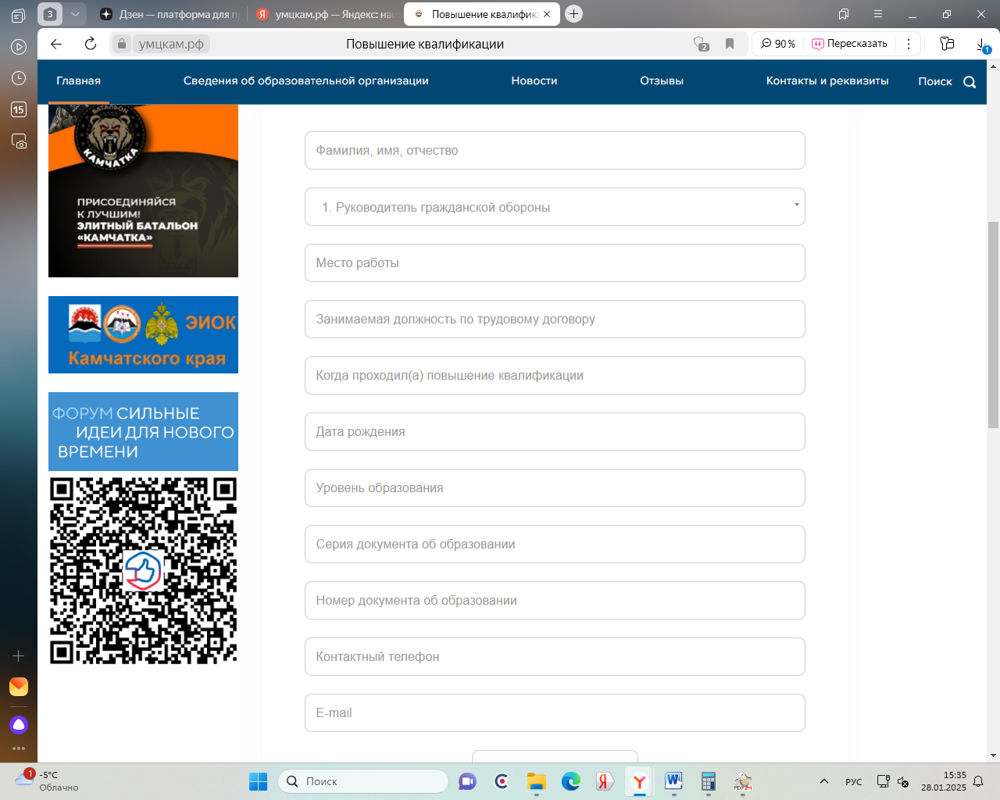 3
Дзен — платформа для п
умцкам.рф — Яндекс: на
Повышение квалифик
умцкам.рф
Повышение квалификации
2
90 %
Пересказать
1
15
Главная
Сведения об образовательной организации
Новости
Отзывы
Контакты и реквизиты
Поиск
БАТАЛЬОН
КАМЧАТКА
ПРИСОЕДИНЯЙСЯ
К ЛУЧШИМ!
ЭЛИТНЫЙ БАТАЛЬОН
«КАМЧАТКА»
ЭИОК
Камчатского края
ФОРУМ СИЛЬНЫЕ
ИДЕИ ДЛЯ НОВОГО
ВРЕМЕНИ
Фамилия, имя, отчество
1. Руководитель гражданской обороны
Место работы
Занимаемая должность по трудовому договору
Когда проходил(а) повышение квалификации
Дата рождения
Уровень образования
Серия документа об образовании
Номер документа об образовании
Контактный телефон
E-mail
1
-5°C
Облачно
Поиск
PDF24
РУС
15:35
28.01.2025